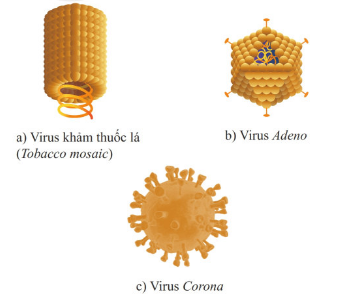 a) Virus khảm thuốc lá
(Tobacco mosaic)
b) Virus Adeno
c) Virus Corona